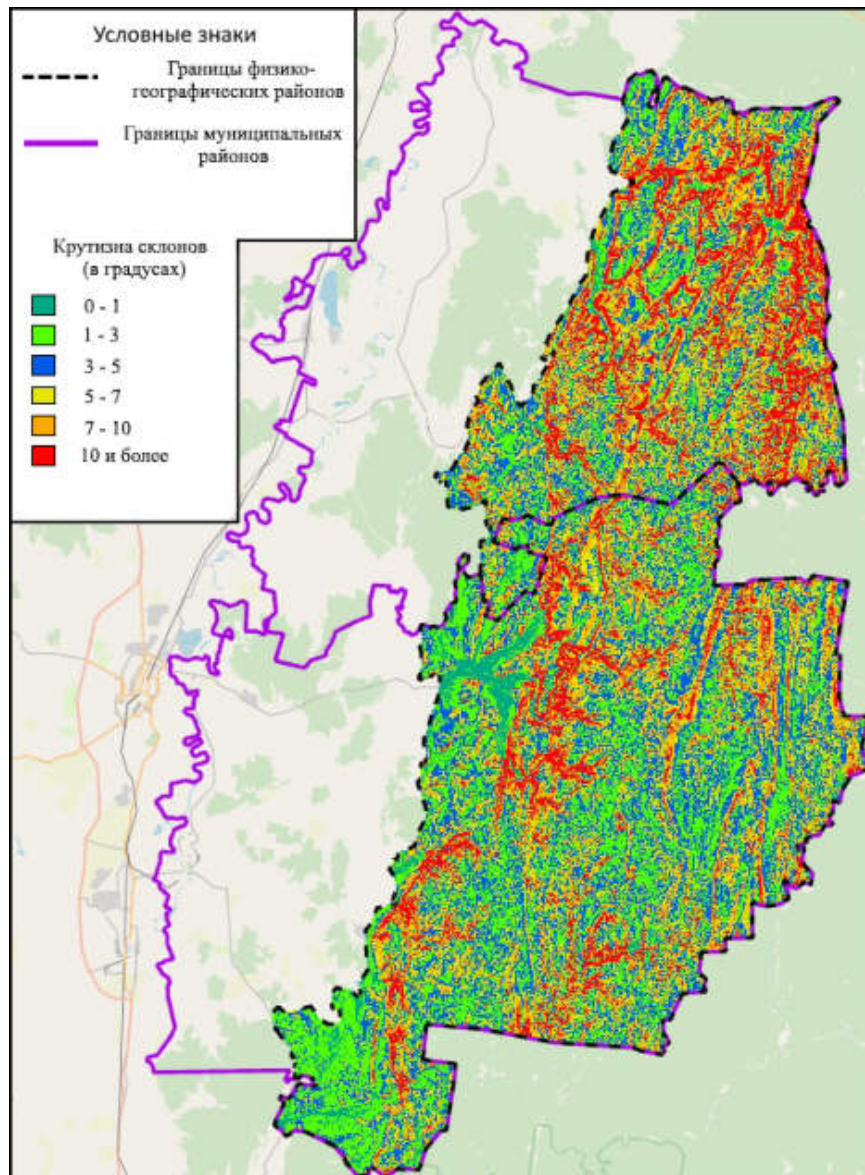 Условные знаки
Границы физико-
географических районов
Границы муниципальных
районов
Крутизна склонов
(в градусах)
0 - 1
1 - 3
3 - 5
5 - 7
7 - 10
10 и более